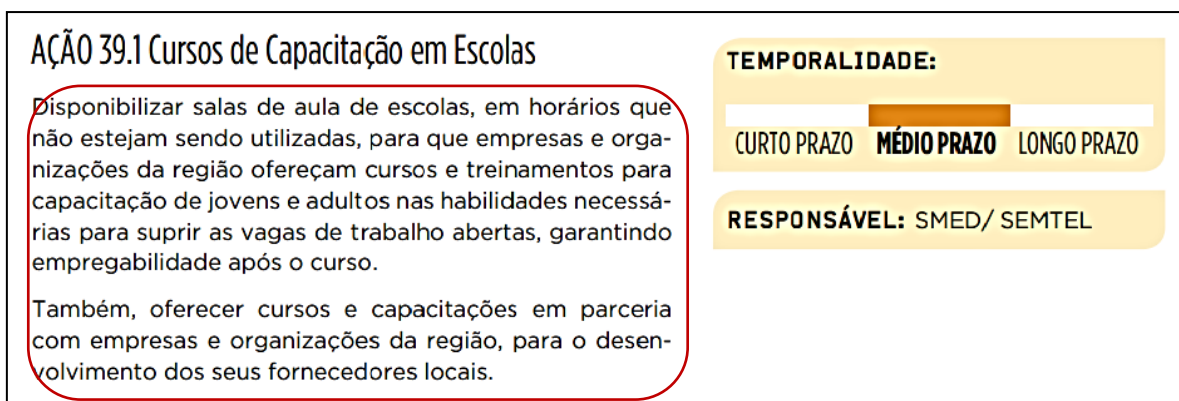 AÇÃO 39.1 Cursos de Capacitação em Escolas
Disponibilizar salas de aula de escolas, em horários que
não estejam sendo utilizadas, para que empresas e orga-
nizações da região ofereçam cursos e treinamentos para
capacitação de jovens e adultos nas habilidades necessá-
rias para suprir as vagas de trabalho abertas, garantindo
empregabilidade após o curso.
Também, oferecer cursos e capacitações em parceria
com empresas e organizações da região, para o desen-
volvimento dos seus fornecedores locais.
TEMPORALIDADE:
CURTO PRAZO MÉDIO PRAZO LONGO PRAZO
RESPONSÁVEL: SMED/ SEMTEL